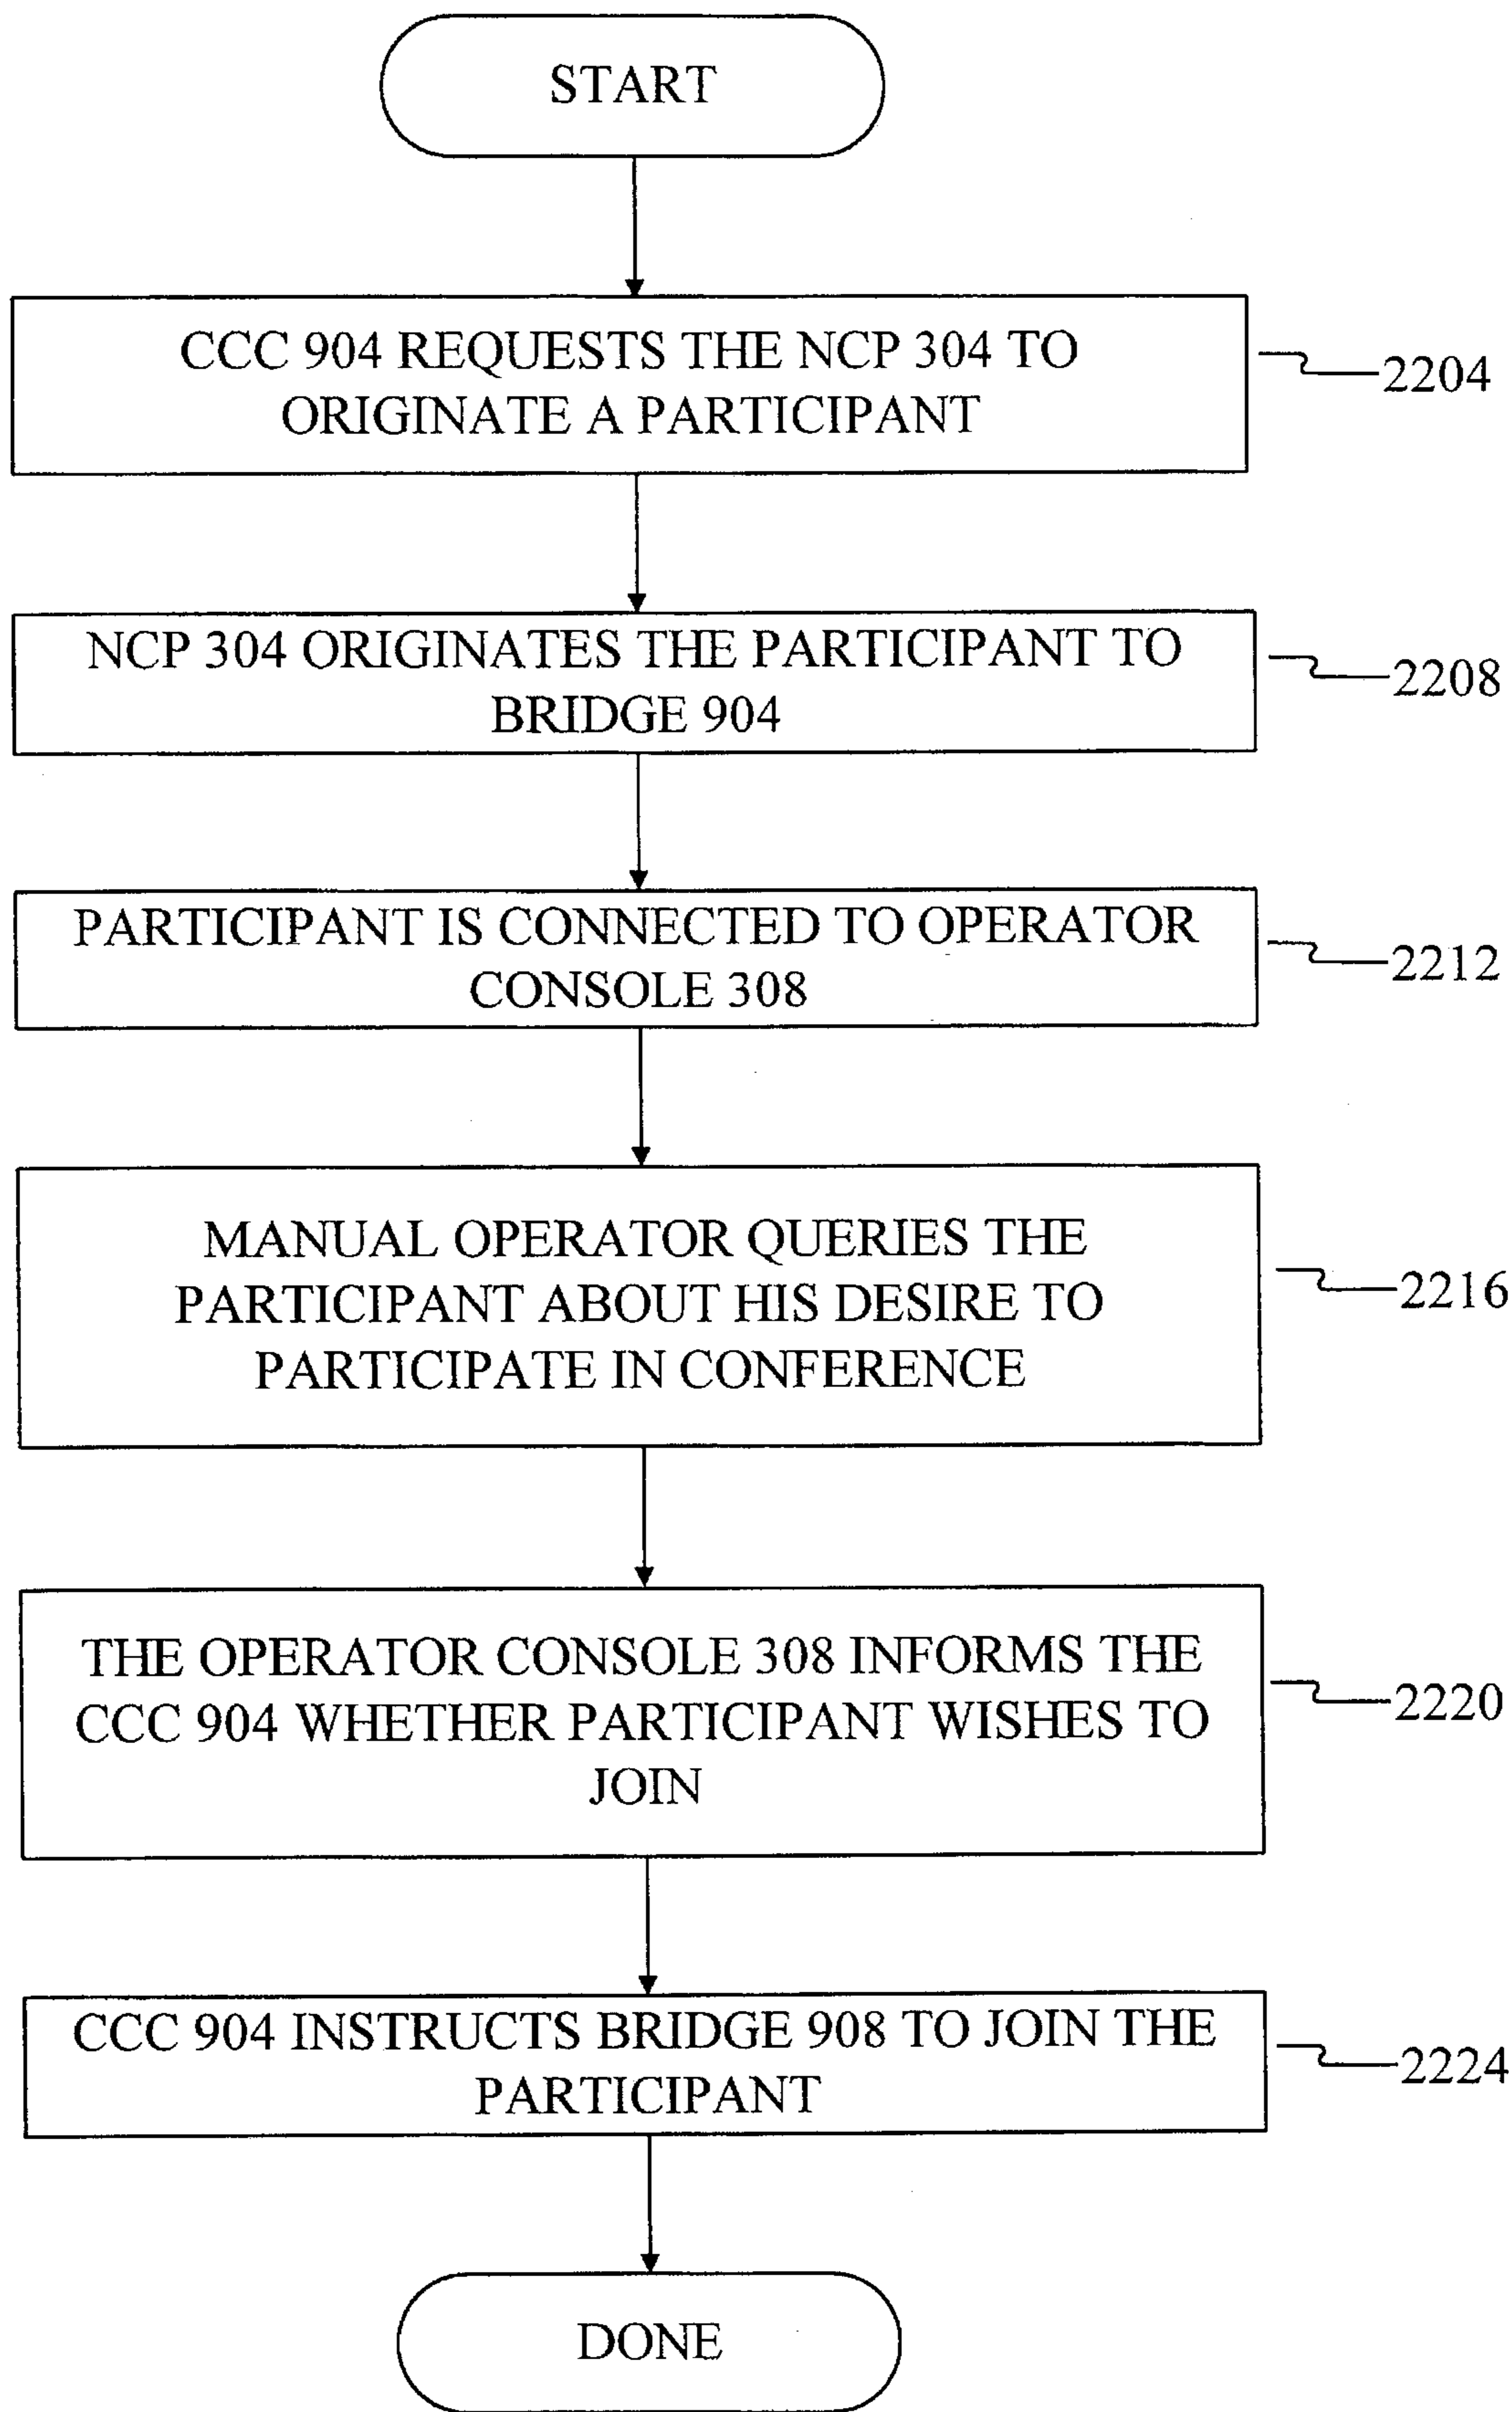 START
CCC 904 REQUESTS THE NCP 304 TO
ORIGINATE A PARTICIPANT
2204
NCP 304 ORIGINATES THE PARTICIPANT TO
BRIDGE 904
2208
PARTICIPANT IS CONNECTED TO OPERATOR
CONSOLE 308
2212
MANUAL OPERATOR QUERIES THE
PARTICIPANT ABOUT HIS DESIRE TO
PARTICIPATE IN CONFERENCE
2216
THE OPERATOR CONSOLE 308 INFORMS THE
CCC 904 WHETHER PARTICIPANT WISHES TO
JOIN
2220
CCC 904 INSTRUCTS BRIDGE 908 TO JOIN THE
PARTICIPANT
2224
DONE